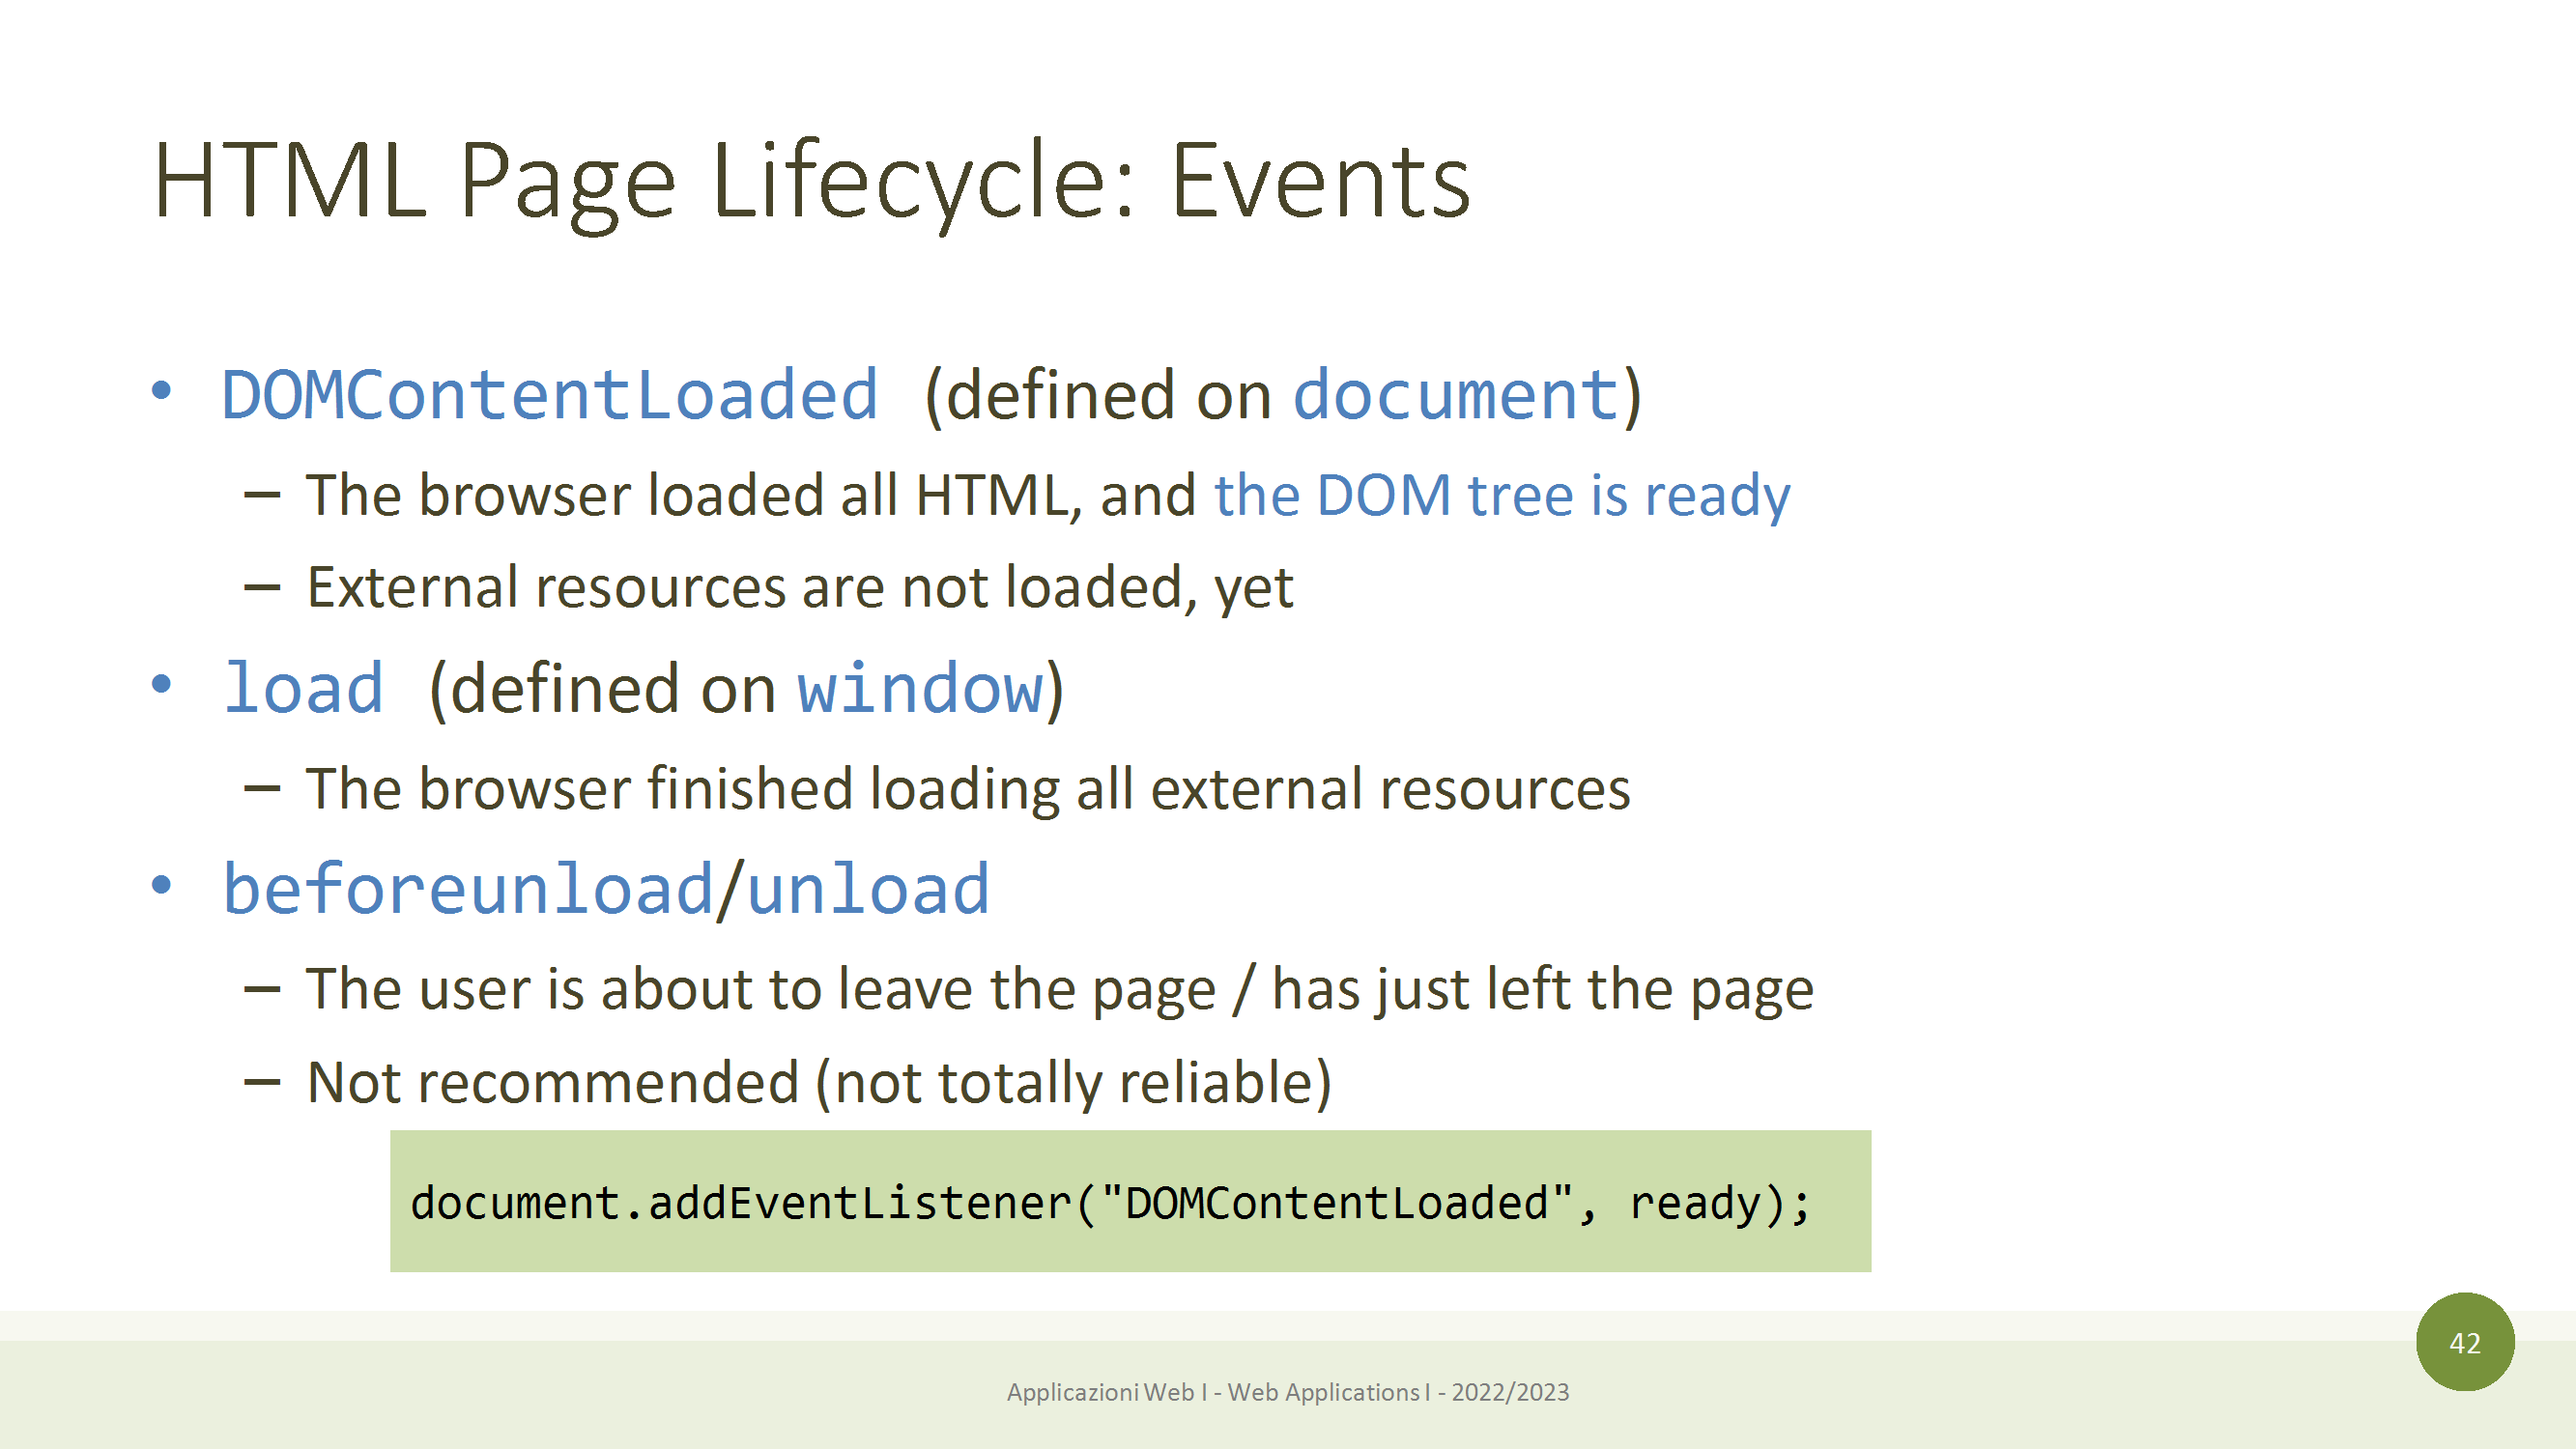 HTML Page Lifecycle: Events
• DOMContentLoaded (defined on document)
– The browser loaded all HTML, and the DOM tree is ready
– External resources are not loaded, yet
• load (defined on window)
– The browser finished loading all external resources
• beforeunload/unload
– The user is about to leave the page / has just left the page
– Not recommended (not totally reliable)
document.addEventListener("DOMContentLoaded", ready);
42
Applicazioni Web I - Web Applications I - 2022/2023